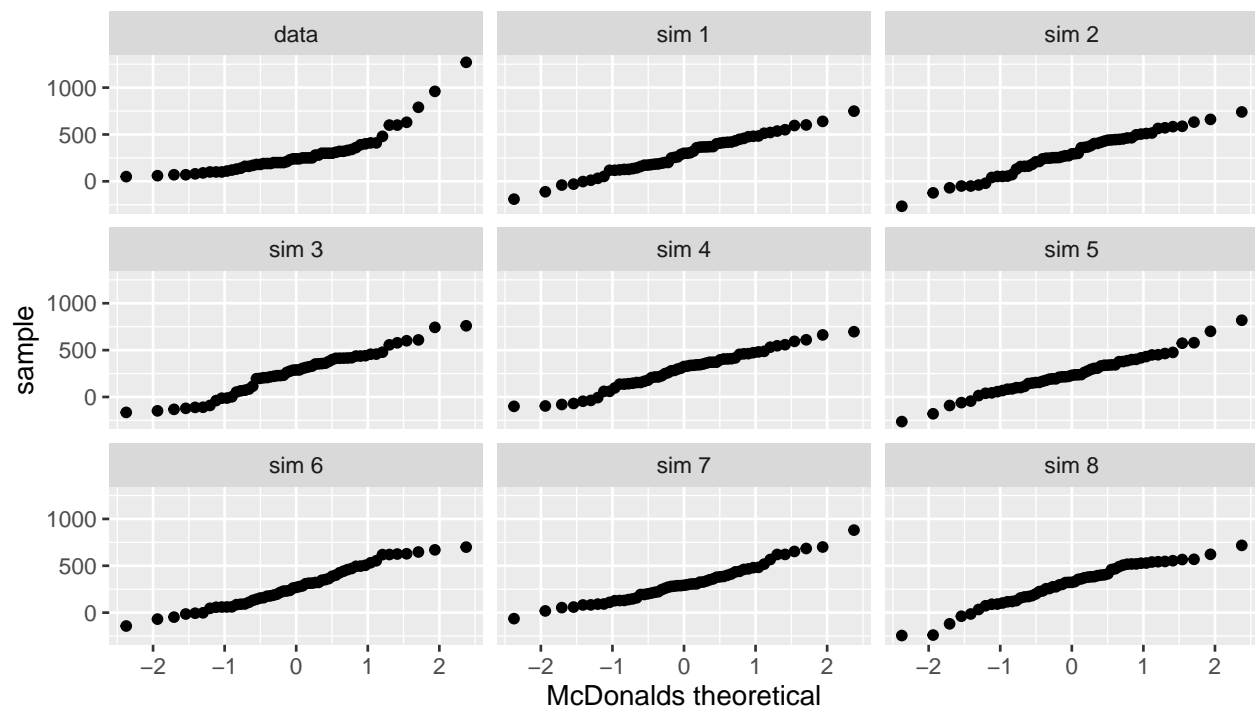 data sim 1 sim 2
1000
500
0
sim 3 sim 4 sim 5
1000
500
0
sample
sim 6 sim 7 sim 8
1000
500
0
−2 −1 0 1 2 −2 −1 0 1 2 −2 −1 0 1 2
McDonalds theoretical